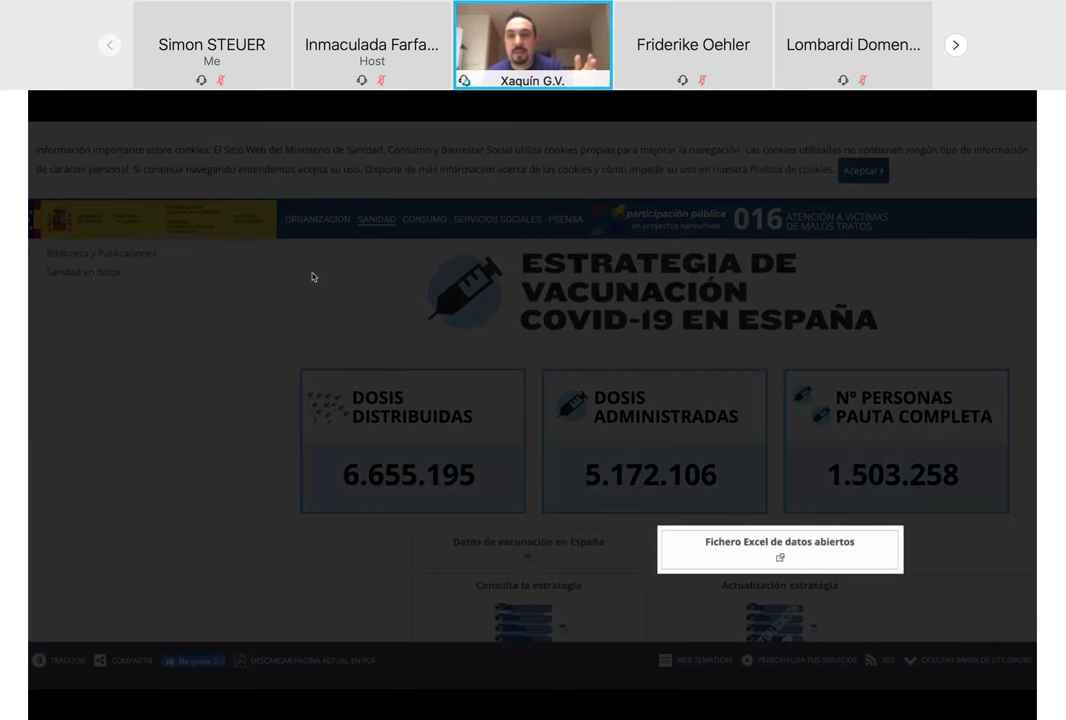 Simon STEUER
Me
Inmaculada Farfa...
Host
Xaquín G.V.
Friderike Oehler
Lombardi Domen...
Información importante sobre cookies: El Sitio Web del Ministerio de Sanidad, Consumo y Bienestar Social utiliza cookies propias para mejorar la navegación. Las cookies utilizadas no contienen ningún tipo de información
de carácter personal. Si continua navegando entendemos acepta su uso. Dispone de más información acerca de las cookies y cómo impedir su uso en nuestra Política de cookies. Aceptar
ORGANIZACIÓN SANIDAD CONSUMO SERVICIOS SOCIALES PRENSA
participación pública
en proyectos normativos
016 ATENCIÓN A VÍCTIMAS
DE MALOS TRATOS
Biblioteca y Publicaciones
Sanidad en datos
ESTRATEGIA DE
VACUNACIÓN
COVID-19 EN ESPAÑA
DOSIS
DISTRIBUIDAS
6.655.195
DOSIS
ADMINISTRADAS
5.172.106
Nº PERSONAS
PAUTA COMPLETA
1.503.258
Datos de vacunación en España
Fichero Excel de datos abiertos
Consulta la estrategia
Actualización estrategia
TRADUCIR COMPARTIR Me gusta DESCARGAR PÁGINA ACTUAL EN PDF
WEB TEMÁTICAS PERSONALIZA TUS SERVICIOS RSS OCULTAR BARRA DE UTILIDADES